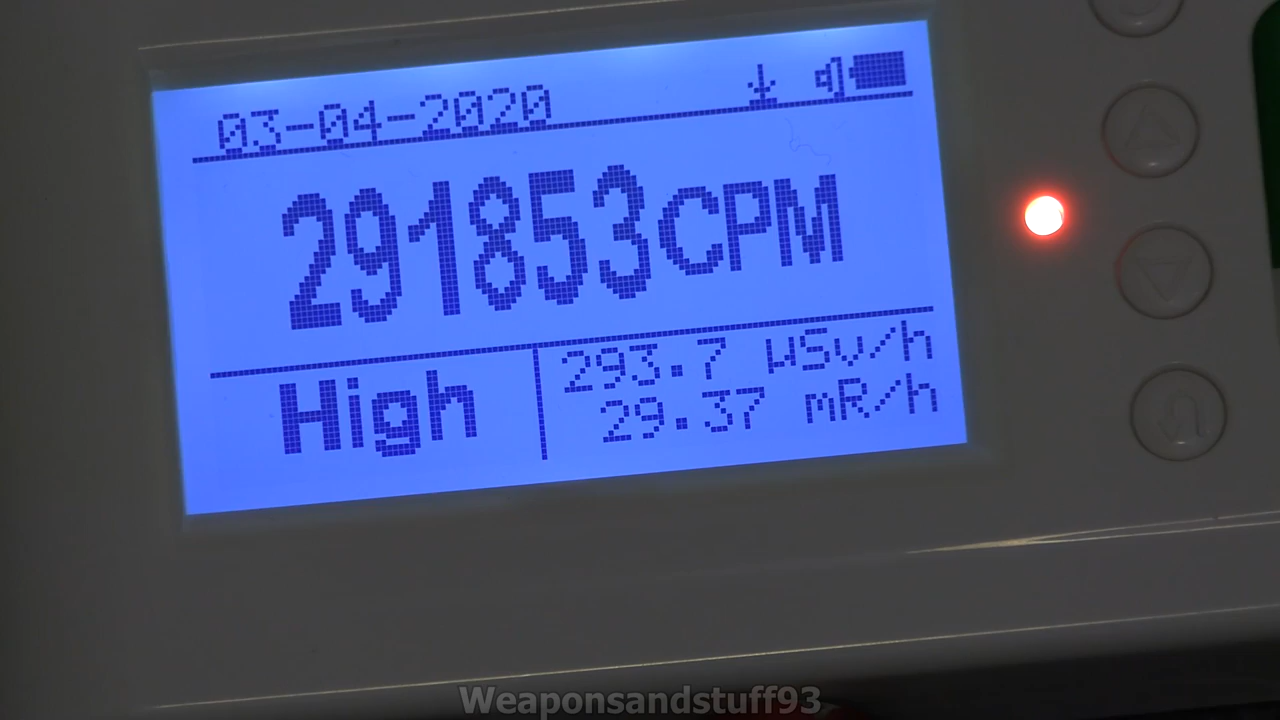 03-04-2020
291853CPM
High
293.7 µSv/h
29.37 mR/h
Weaponsandstuff93